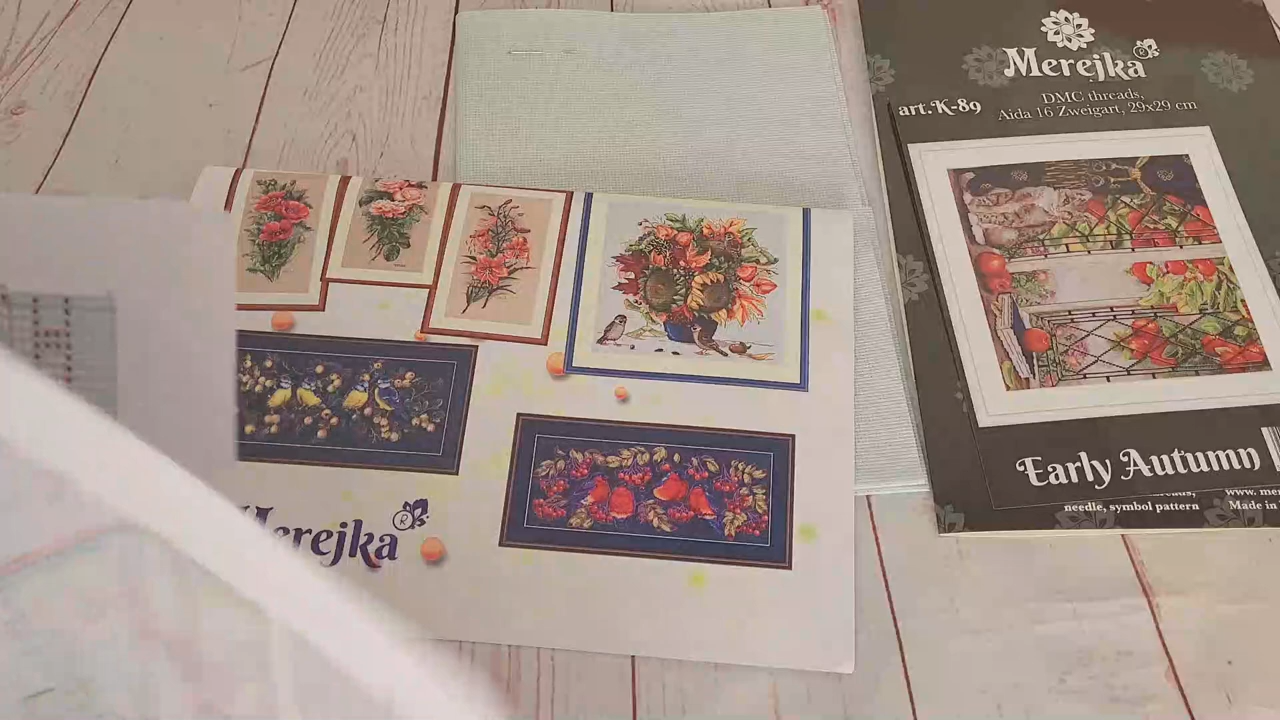 Merejka
art.K-89
DMC threads,
Aida 16 Zweigart, 29x29 cm
Early Autumn
needle, symbol pattern
Made in
Merejka